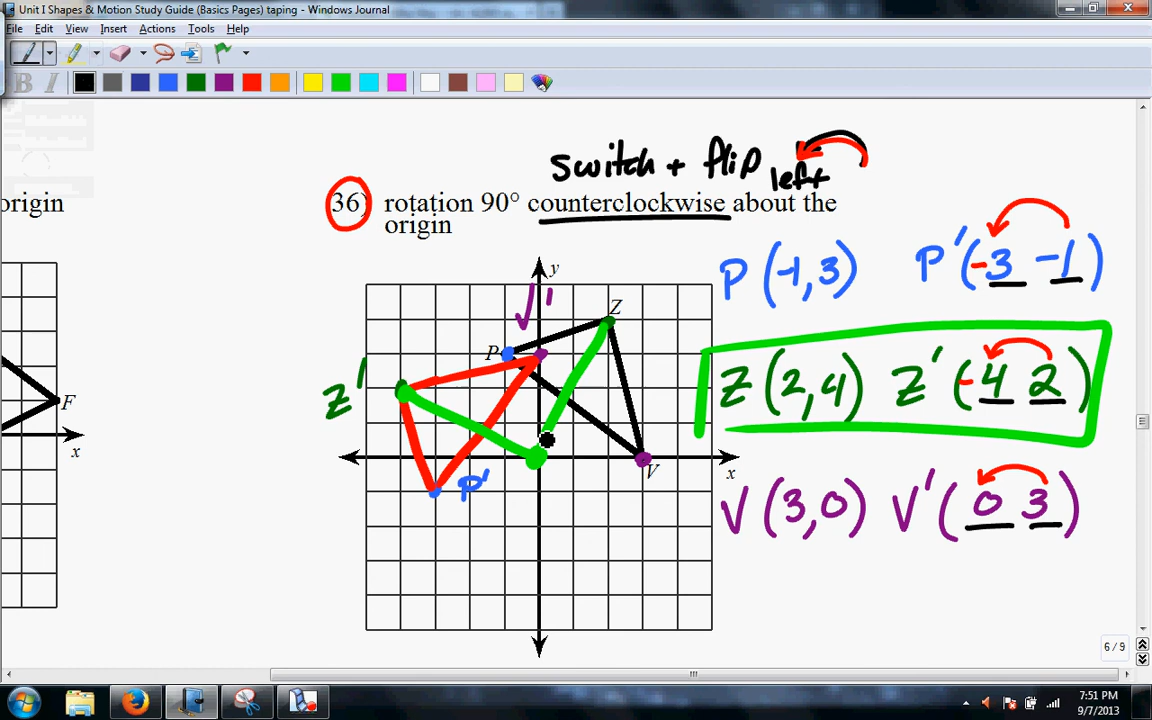 Unit I Shapes & Motion Study Guide (Basics Pages) taping - Windows Journal
File Edit View Insert Actions Tools Help
B I
switch + flip
left
origin
36) rotation 90° counterclockwise about the
origin
P(-1,3) P'(-3 -1)
y
V'
Z
P
Z'
Z(2,4) Z'(-4 2)
F
x
V
x
P'
V(3,0) V'(0 3)
6 / 9
7:51 PM
9/7/2013